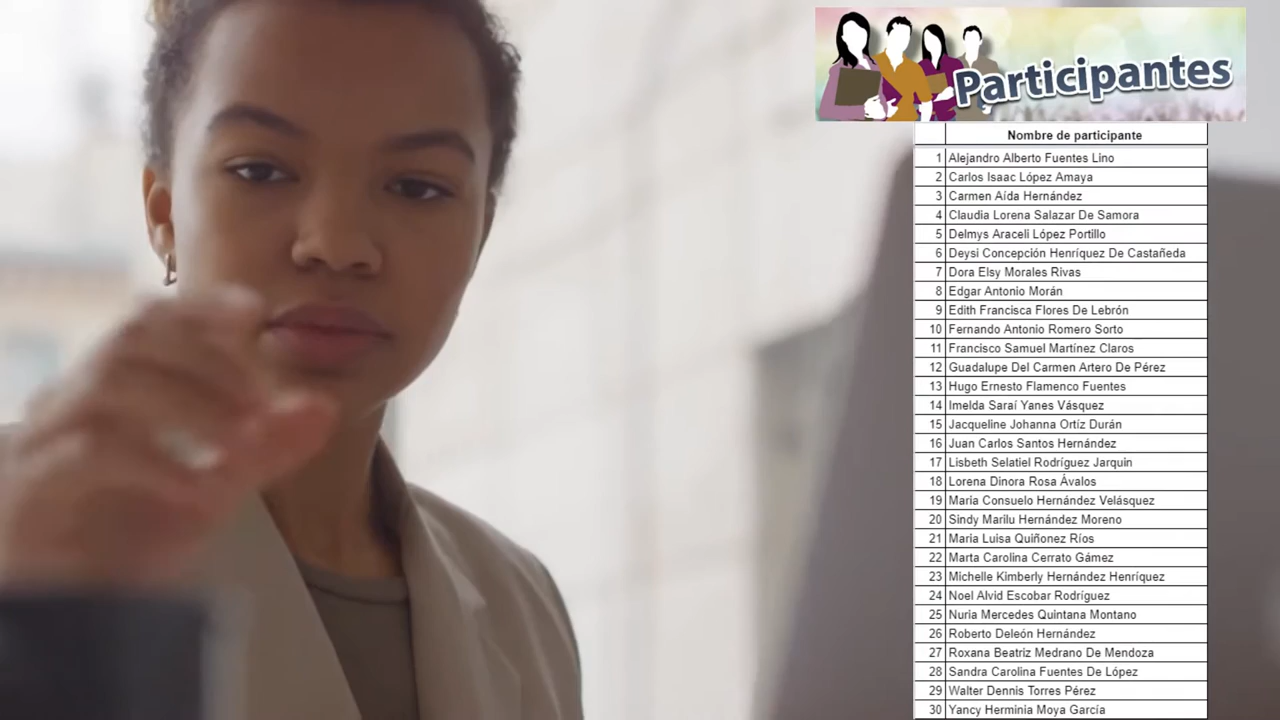 Participantes
Nombre de participante
1 Alejandro Alberto Fuentes Lino
2 Carlos Isaac López Amaya
3 Carmen Aída Hernández
4 Claudia Lorena Salazar De Samora
5 Delmys Araceli López Portillo
6 Deysi Concepción Henríquez De Castañeda
7 Dora Elsy Morales Rivas
8 Edgar Antonio Morán
9 Edith Francisca Flores De Lebrón
10 Fernando Antonio Romero Sorto
11 Francisco Samuel Martínez Claros
12 Guadalupe Del Carmen Artero De Pérez
13 Hugo Ernesto Flamenco Fuentes
14 Imelda Saraí Yanes Vásquez
15 Jacqueline Johanna Ortíz Durán
16 Juan Carlos Santos Hernández
17 Lisbeth Selatiel Rodríguez Jarquin
18 Lorena Dinora Rosa Ávalos
19 Maria Consuelo Hernández Velásquez
20 Sindy Marilu Hernández Moreno
21 Maria Luisa Quiñonez Ríos
22 Marta Carolina Cerrato Gámez
23 Michelle Kimberly Hernández Henríquez
24 Noel Alvid Escobar Rodríguez
25 Nuria Mercedes Quintana Montano
26 Roberto Deleón Hernández
27 Roxana Beatriz Medrano De Mendoza
28 Sandra Carolina Fuentes De López
29 Walter Dennis Torres Pérez
30 Yancy Herminia Moya García